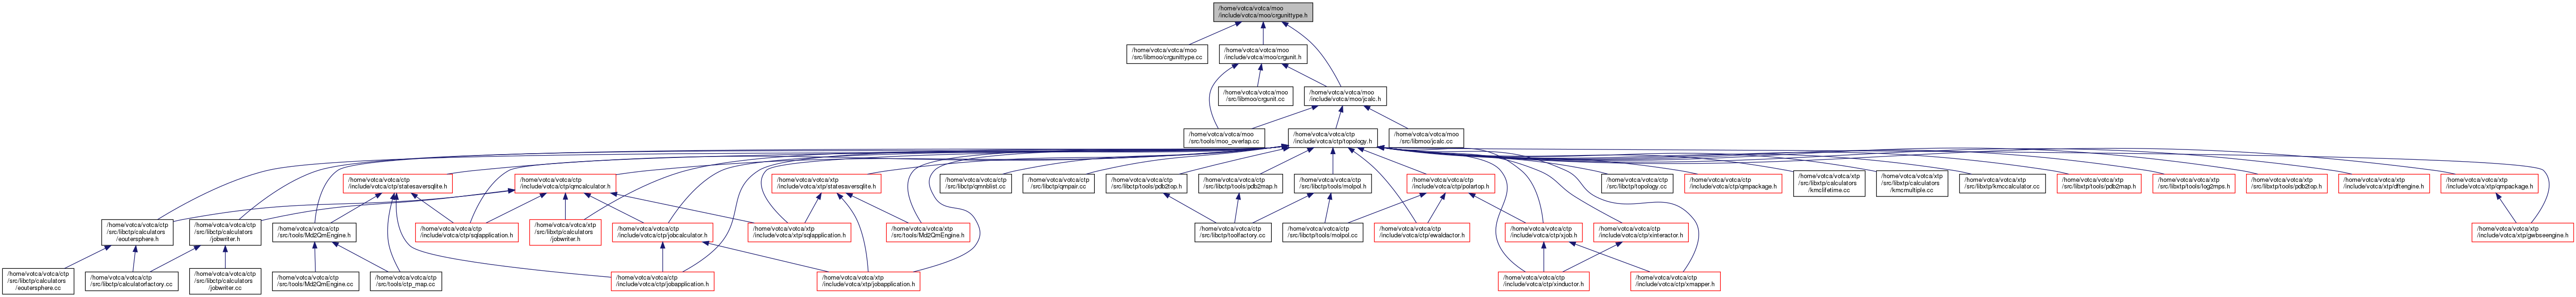 /home/votca/votca/moo
/include/votca/moo/crgunittype.h
/home/votca/votca/moo
/src/libmoo/crgunittype.cc
/home/votca/votca/moo
/include/votca/moo/crgunit.h
/home/votca/votca/moo
/src/libmoo/crgunit.cc
/home/votca/votca/moo
/include/votca/moo/jcalc.h
/home/votca/votca/moo
/src/tools/moo_overlap.cc
/home/votca/votca/ctp
/include/votca/ctp/topology.h
/home/votca/votca/moo
/src/libmoo/jcalc.cc
/home/votca/votca/ctp
/include/votca/ctp/statesaversqlite.h
/home/votca/votca/ctp
/include/votca/ctp/qmcalculator.h
/home/votca/votca/xtp
/include/votca/xtp/statesaversqlite.h
/home/votca/votca/ctp
/src/libctp/qmnblist.cc
/home/votca/votca/ctp
/src/libctp/qmpair.cc
/home/votca/votca/ctp
/src/libctp/tools/pdb2top.h
/home/votca/votca/ctp
/src/libctp/tools/pdb2map.h
/home/votca/votca/ctp
/src/libctp/tools/molpol.h
/home/votca/votca/ctp
/include/votca/ctp/polartop.h
/home/votca/votca/ctp
/src/libctp/topology.cc
/home/votca/votca/ctp
/include/votca/ctp/qmpackage.h
/home/votca/votca/xtp
/src/libxtp/calculators
/kmclifetime.cc
/home/votca/votca/xtp
/src/libxtp/calculators
/kmcmultiple.cc
/home/votca/votca/xtp
/src/libxtp/kmccalculator.cc
/home/votca/votca/xtp
/src/libxtp/tools/pdb2map.h
/home/votca/votca/xtp
/src/libxtp/tools/log2mps.h
/home/votca/votca/xtp
/src/libxtp/tools/pdb2top.h
/home/votca/votca/xtp
/include/votca/xtp/dftengine.h
/home/votca/votca/xtp
/include/votca/xtp/qmpackage.h
/home/votca/votca/ctp
/src/libctp/calculators
/eoutersphere.h
/home/votca/votca/ctp
/src/libctp/calculators
/jobwriter.h
/home/votca/votca/ctp
/src/tools/Md2QmEngine.h
/home/votca/votca/ctp
/include/votca/ctp/sqlapplication.h
/home/votca/votca/xtp
/src/libxtp/calculators
/jobwriter.h
/home/votca/votca/ctp
/include/votca/ctp/jobcalculator.h
/home/votca/votca/xtp
/include/votca/xtp/sqlapplication.h
/home/votca/votca/xtp
/src/tools/Md2QmEngine.h
/home/votca/votca/ctp
/src/libctp/toolfactory.cc
/home/votca/votca/ctp
/src/libctp/tools/molpol.cc
/home/votca/votca/ctp
/include/votca/ctp/ewaldactor.h
/home/votca/votca/ctp
/include/votca/ctp/xjob.h
/home/votca/votca/ctp
/include/votca/ctp/xinteractor.h
/home/votca/votca/xtp
/include/votca/xtp/gwbseengine.h
/home/votca/votca/ctp
/src/libctp/calculators
/eoutersphere.cc
/home/votca/votca/ctp
/src/libctp/calculatorfactory.cc
/home/votca/votca/ctp
/src/libctp/calculators
/jobwriter.cc
/home/votca/votca/ctp
/src/tools/Md2QmEngine.cc
/home/votca/votca/ctp
/src/tools/ctp_map.cc
/home/votca/votca/ctp
/include/votca/ctp/jobapplication.h
/home/votca/votca/xtp
/include/votca/xtp/jobapplication.h
/home/votca/votca/ctp
/include/votca/ctp/xinductor.h
/home/votca/votca/ctp
/include/votca/ctp/xmapper.h